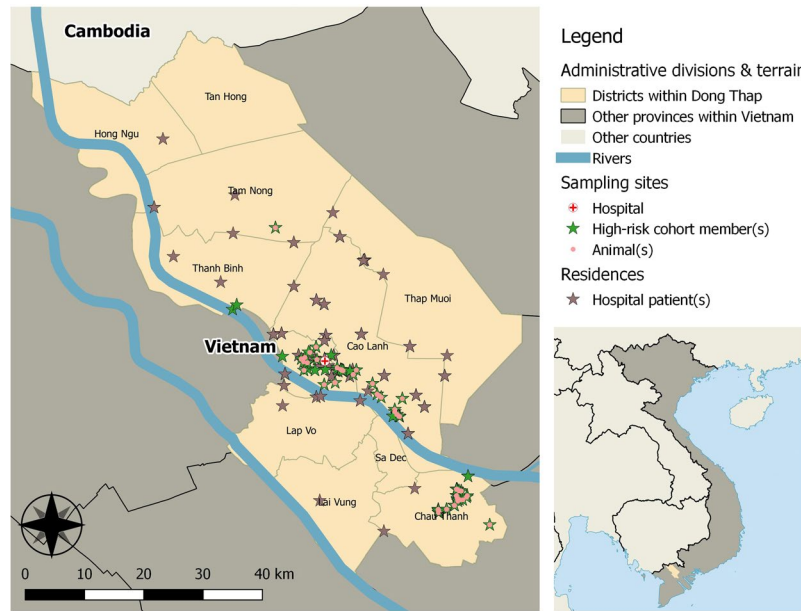 Cambodia
Tan Hong
Hong Ngu
Tam Nong
Thanh Binh
Thap Muoi
Vietnam
Cao Lanh
Lap Vo
Sa Dec
Lai Vung
Chau Thanh
0 10 20 30 40 km
Legend
Administrative divisions & terrain
Districts within Dong Thap
Other provinces within Vietnam
Other countries
Rivers
Sampling sites
Hospital
High-risk cohort member(s)
Animal(s)
Residences
Hospital patient(s)